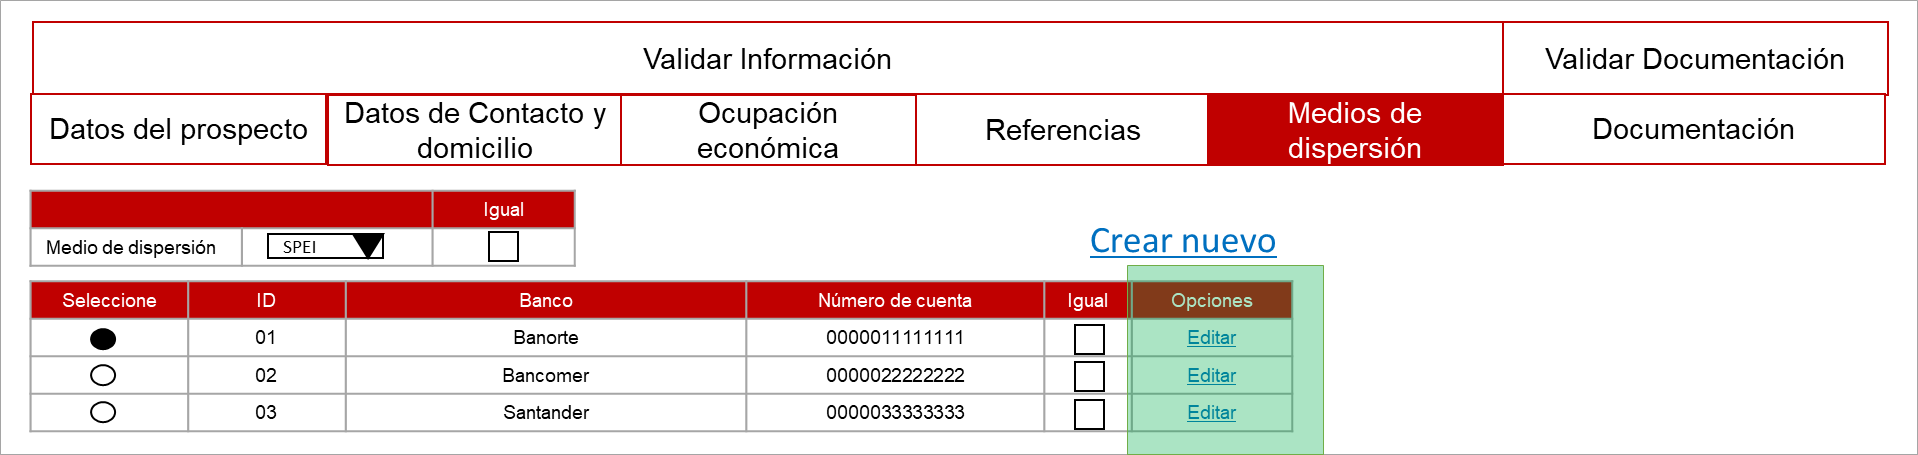 Validar Información Validar Documentación
Datos del prospecto Datos de Contacto y domicilio Ocupación económica Referencias Medios de dispersión Documentación
Igual
Medio de dispersión SPEI
Crear nuevo
Seleccione ID Banco Número de cuenta Igual Opciones
01 Banorte 0000011111111 Editar
02 Bancomer 0000022222222 Editar
03 Santander 0000033333333 Editar